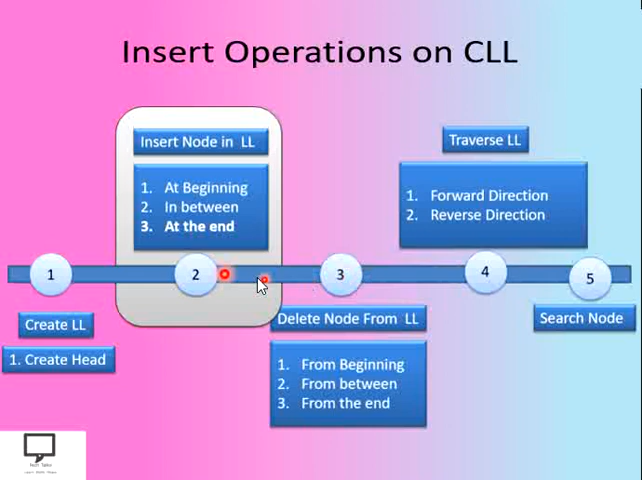 Insert Operations on CLL
Insert Node in LL
1. At Beginning
2. In between
3. At the end
Traverse LL
1. Forward Direction
2. Reverse Direction
1
2
3
4
5
Create LL
1. Create Head
Delete Node From LL
1. From Beginning
2. From between
3. From the end
Search Node
Tech Talks